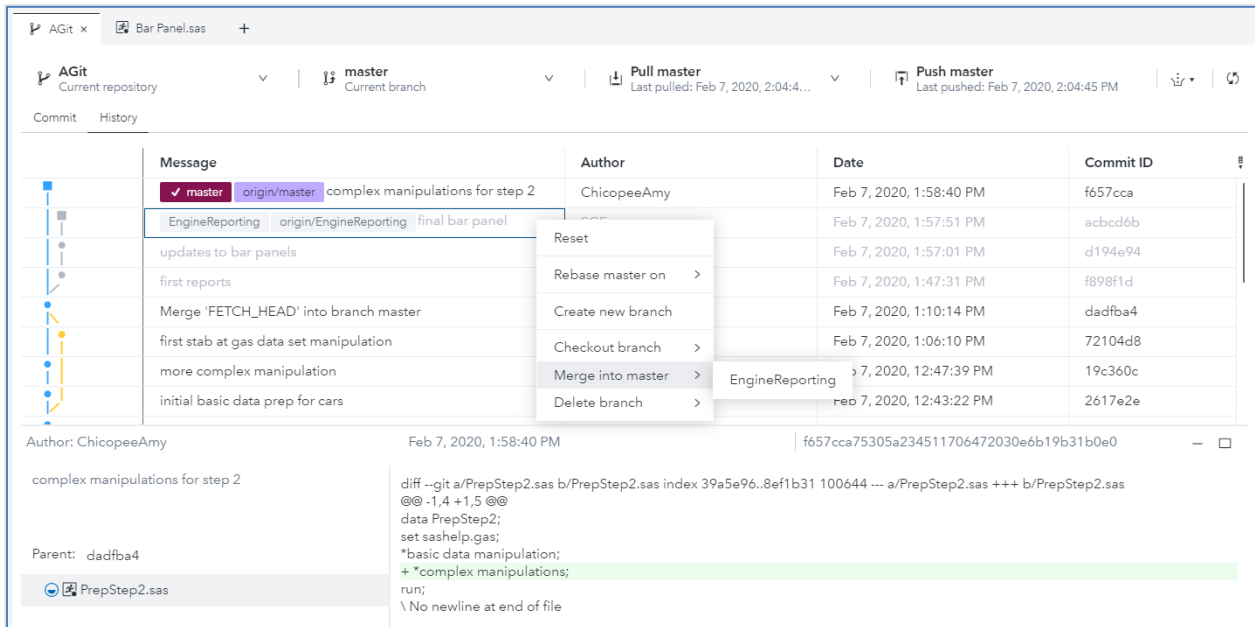 AGit × Bar Panel.sas +
AGit master Pull master Push master
Current repository Current branch Last pulled: Feb 7, 2020, 2:04:4... Last pushed: Feb 7, 2020, 2:04:45 PM
Commit History
Message Author Date Commit ID
✓ master origin/master complex manipulations for step 2 ChicopeeAmy Feb 7, 2020, 1:58:40 PM f657cca
EngineReporting origin/EngineReporting final bar panel Feb 7, 2020, 1:57:51 PM acbcd6b
Reset
updates to bar panels Feb 7, 2020, 1:57:01 PM d194e94
Rebase master on >
first reports Feb 7, 2020, 1:47:31 PM f898f1d
Merge 'FETCH_HEAD' into branch master Create new branch Feb 7, 2020, 1:10:14 PM dadfba4
first stab at gas data set manipulation Checkout branch > Feb 7, 2020, 1:06:10 PM 72104d8
more complex manipulation Merge into master > EngineReporting 7, 2020, 12:47:39 PM 19c360c
initial basic data prep for cars Delete branch > Feb 7, 2020, 12:43:22 PM 2617e2e
Author: ChicopeeAmy Feb 7, 2020, 1:58:40 PM f657cca75305a234511706472030e6b19b31b0e0
complex manipulations for step 2
diff --git a/PrepStep2.sas b/PrepStep2.sas index 39a5e96..8ef1b31 100644 --- a/PrepStep2.sas +++ b/PrepStep2.sas
@@ -1,4 +1,5 @@
data PrepStep2;
set sashelp.gas;
Parent: dadfba4
*basic data manipulation;
+ *complex manipulations;
PrepStep2.sas
run;
\ No newline at end of file